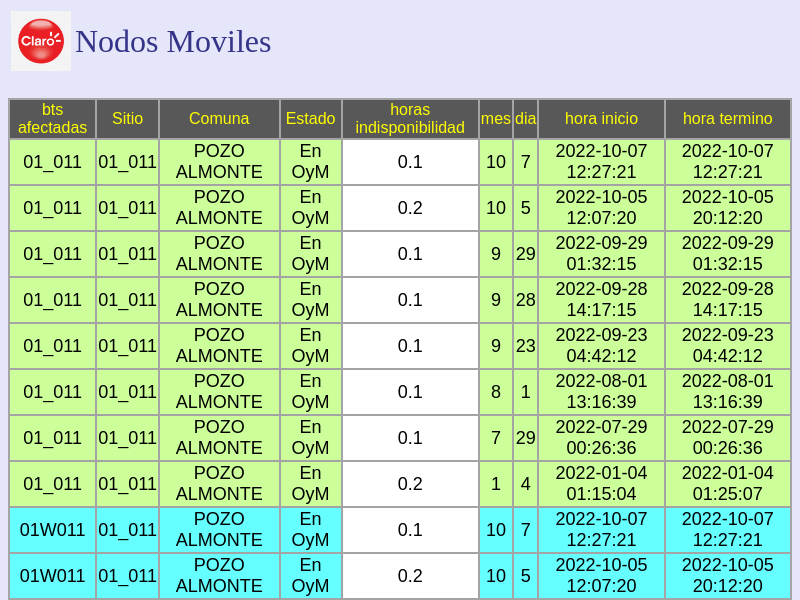 Claro
Nodos Moviles
bts afectadas Sitio Comuna Estado horas indisponibilidad mes dia hora inicio hora termino
01_011 01_011 POZO ALMONTE En OyM 0.1 10 7 2022-10-07 12:27:21 2022-10-07 12:27:21
01_011 01_011 POZO ALMONTE En OyM 0.2 10 5 2022-10-05 12:07:20 2022-10-05 20:12:20
01_011 01_011 POZO ALMONTE En OyM 0.1 9 29 2022-09-29 01:32:15 2022-09-29 01:32:15
01_011 01_011 POZO ALMONTE En OyM 0.1 9 28 2022-09-28 14:17:15 2022-09-28 14:17:15
01_011 01_011 POZO ALMONTE En OyM 0.1 9 23 2022-09-23 04:42:12 2022-09-23 04:42:12
01_011 01_011 POZO ALMONTE En OyM 0.1 8 1 2022-08-01 13:16:39 2022-08-01 13:16:39
01_011 01_011 POZO ALMONTE En OyM 0.1 7 29 2022-07-29 00:26:36 2022-07-29 00:26:36
01_011 01_011 POZO ALMONTE En OyM 0.2 1 4 2022-01-04 01:15:04 2022-01-04 01:25:07
01W011 01_011 POZO ALMONTE En OyM 0.1 10 7 2022-10-07 12:27:21 2022-10-07 12:27:21
01W011 01_011 POZO ALMONTE En OyM 0.2 10 5 2022-10-05 12:07:20 2022-10-05 20:12:20